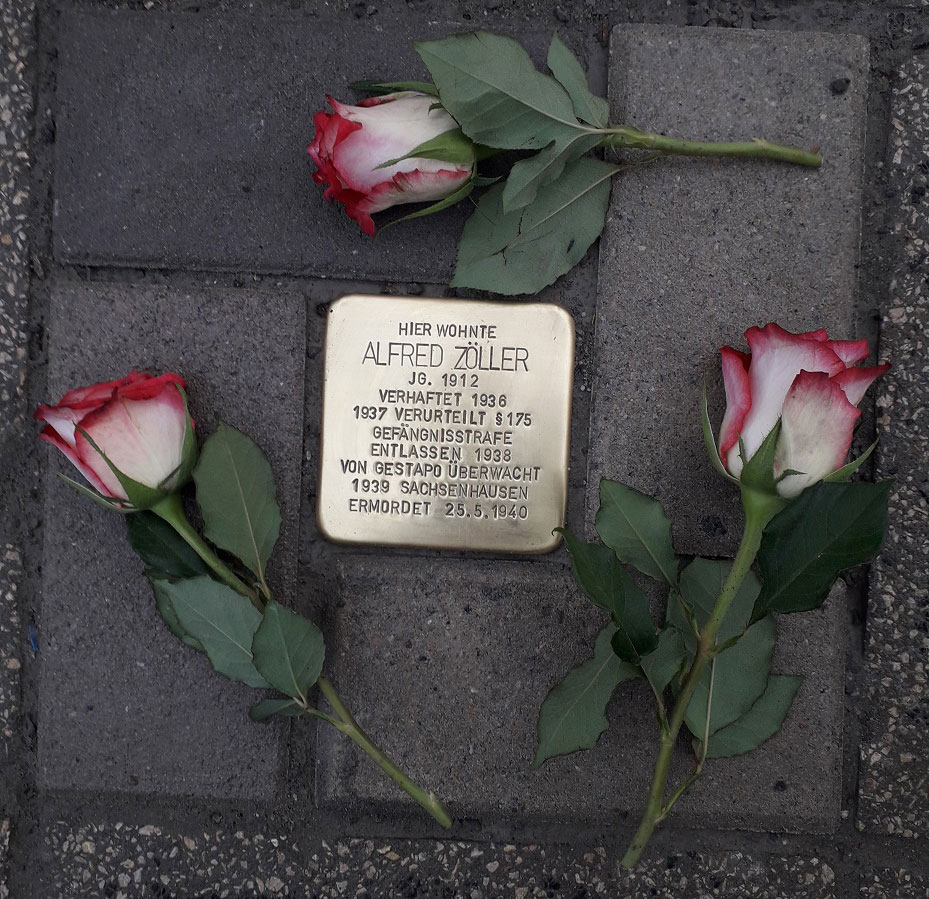 HIER WOHNTE
ALFRED ZÖLLER
JG. 1912
VERHAFTET 1936
1937 VERURTEILT §175
GEFÄNGNISSTRAFE
ENTLASSEN 1938
VON GESTAPO ÜBERWACHT
1939 SACHSENHAUSEN
ERMORDET 25.5.1940